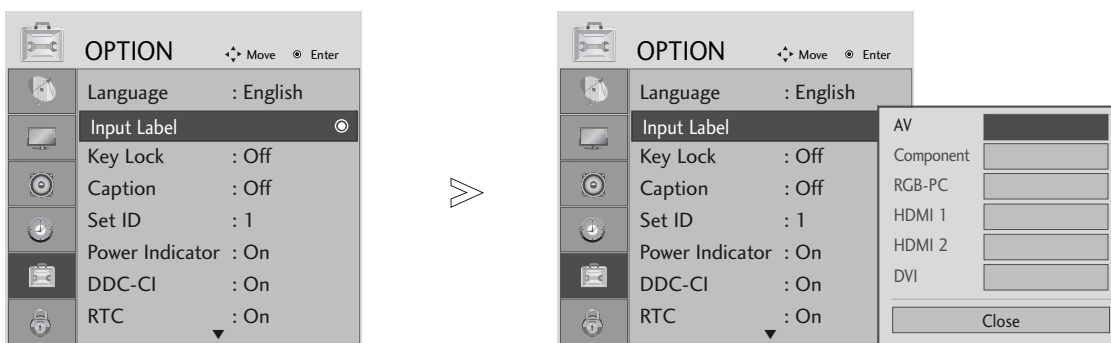 OPTION Move Enter
Language : English
Input Label
Key Lock : Off
Caption : Off
Set ID : 1
Power Indicator : On
DDC-CI : On
RTC : On
OPTION Move Enter
Language : English
Input Label
Key Lock : Off
Caption : Off
Set ID : 1
Power Indicator : On
DDC-CI : On
RTC : On
AV
Component
RGB-PC
HDMI 1
HDMI 2
DVI
Close